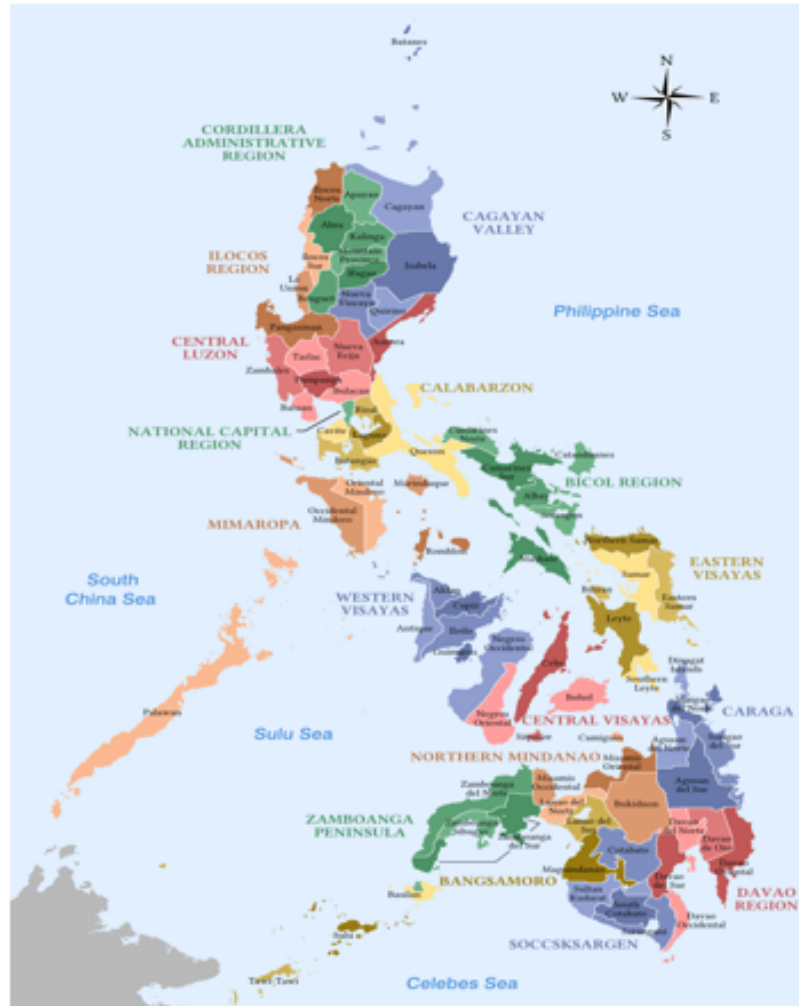 Batanes
N
W E
S
CORDILLERA
ADMINISTRATIVE
REGION
Ilocos
Norte
Apayao
Cagayan
CAGAYAN
VALLEY
Abra
Kalinga
Mountain
Province
Ilocos
Sur
Ifugao
Isabela
ILOCOS
REGION
La
Union
Benguet
Nueva
Vizcaya
Quirino
Philippine Sea
Pangasinan
Aurora
CENTRAL
LUZON
Nueva
Ecija
Tarlac
Zambales
Pampanga
Bulacan
Bataan
CALABARZON
Rizal
NATIONAL CAPITAL
REGION
Cavite
Laguna
Batangas
Quezon
Camarines
Norte
Catanduanes
Camarines
Sur
BICOL REGION
Albay
Sorsogon
Oriental
Mindoro
Marinduque
Occidental
Mindoro
MIMAROPA
Romblon
Masbate
Northern Samar
EASTERN
VISAYAS
Samar
Eastern
Samar
Biliran
Leyte
Southern
Leyte
South
China Sea
WESTERN
VISAYAS
Aklan
Capiz
Antique
Iloilo
Guimaras
Negros
Occidental
Cebu
Bohol
Negros
Oriental
CENTRAL VISAYAS
Siquijor
Dinagat
Islands
Surigao
del Norte
CARAGA
Agusan
del Norte
Surigao
del Sur
Agusan
del Sur
Palawan
Sulu Sea
Camiguin
NORTHERN MINDANAO
Misamis
Oriental
Misamis
Occidental
Bukidnon
Lanao del
Norte
Lanao del
Sur
Zamboanga
del Norte
ZAMBOANGA
PENINSULA
Zamboanga
Sibugay
Zamboanga
del Sur
Davao
del Norte
Davao
de Oro
Davao
Oriental
Cotabato
Maguindanao
BANGSAMORO
Davao
del Sur
DAVAO
REGION
Basilan
Sultan
Kudarat
South
Cotabato
Sarangani
Davao
Occidental
SOCCSKSARGEN
Sulu
Tawi-Tawi
Celebes Sea